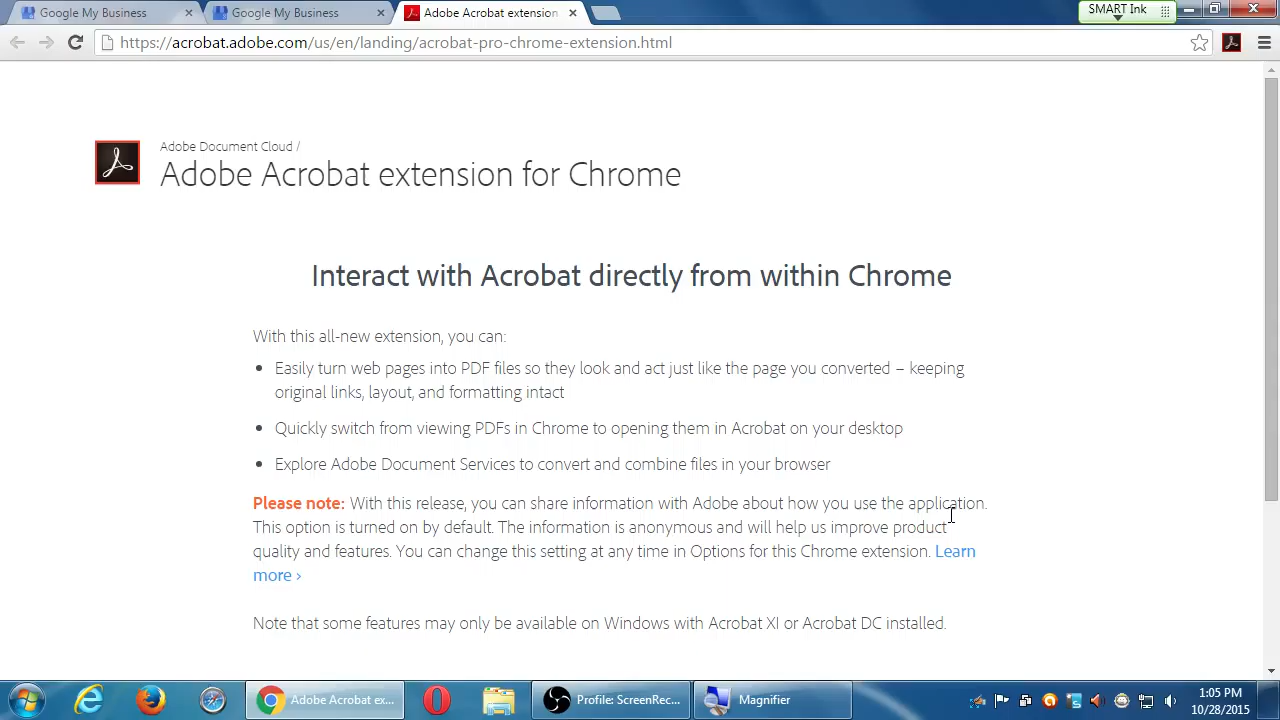 Google My Business
Google My Business
Adobe Acrobat extension
SMART Ink
https://acrobat.adobe.com/us/en/landing/acrobat-pro-chrome-extension.html
Adobe Document Cloud /
Adobe Acrobat extension for Chrome
Interact with Acrobat directly from within Chrome
With this all-new extension, you can:
Easily turn web pages into PDF files so they look and act just like the page you converted – keeping
original links, layout, and formatting intact
Quickly switch from viewing PDFs in Chrome to opening them in Acrobat on your desktop
Explore Adobe Document Services to convert and combine files in your browser
Please note: With this release, you can share information with Adobe about how you use the application.
This option is turned on by default. The information is anonymous and will help us improve product
quality and features. You can change this setting at any time in Options for this Chrome extension. Learn
more ›
Note that some features may only be available on Windows with Acrobat XI or Acrobat DC installed.
Adobe Acrobat ex...
Profile: ScreenRec...
Magnifier
1:05 PM
10/28/2015